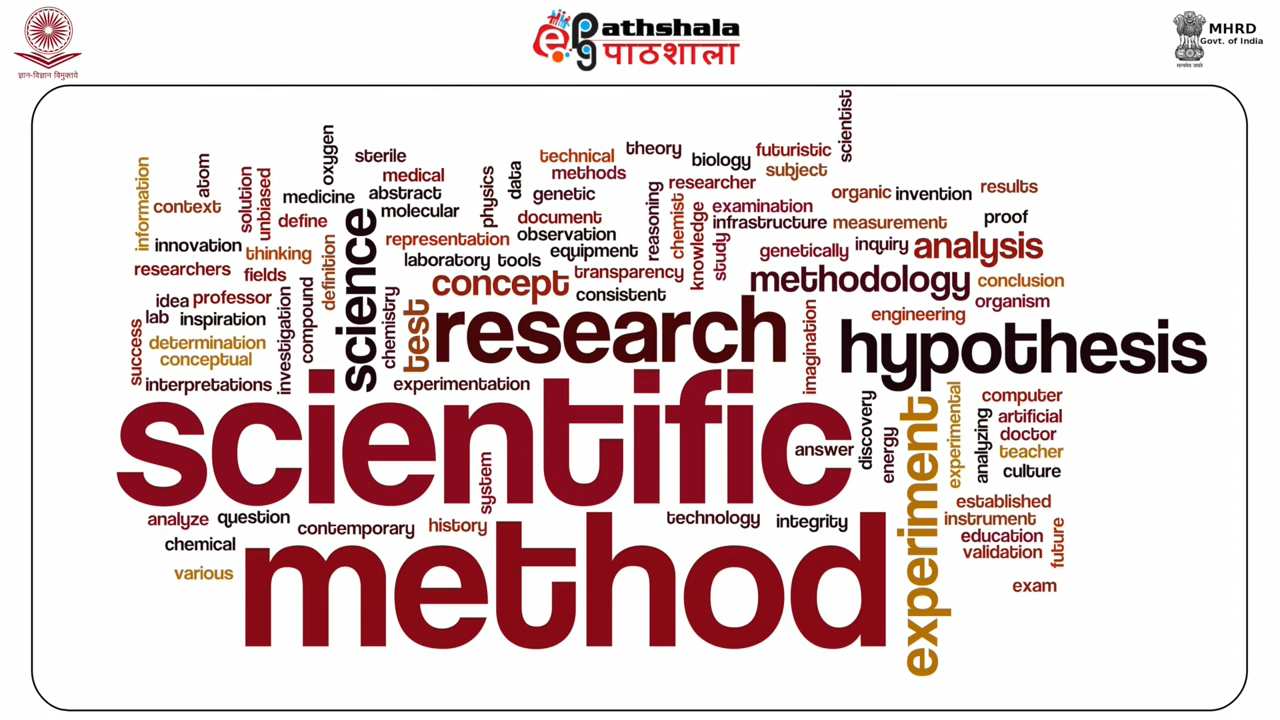 ज्ञान-विज्ञान विमुक्तये
ePG Pathshala
पाठशाला
MHRD
Govt. of India
सत्यमेव जयते
scientist
oxygen
information
atom
sterile
technical
theory
biology
futuristic
subject
solution
unbiased
medical
methods
physics
data
context
medicine
abstract
genetic
researcher
organic
invention
results
define
molecular
document
reasoning
chemist
knowledge
examination
infrastructure
measurement
proof
innovation
thinking
science
representation
observation
equipment
study
genetically
inquiry
analysis
researchers
fields
definition
laboratory
tools
transparency
concept
consistent
methodology
conclusion
idea
professor
investigation
compound
chemistry
test
research
imagination
organism
engineering
success
lab
inspiration
determination
conceptual
hypothesis
interpretations
experimentation
scientific
answer
discovery
energy
experiment
experimental
analyzing
computer
artificial
doctor
teacher
culture
system
analyze
question
contemporary
history
technology
integrity
established
instrument
education
validation
future
chemical
various
method
exam